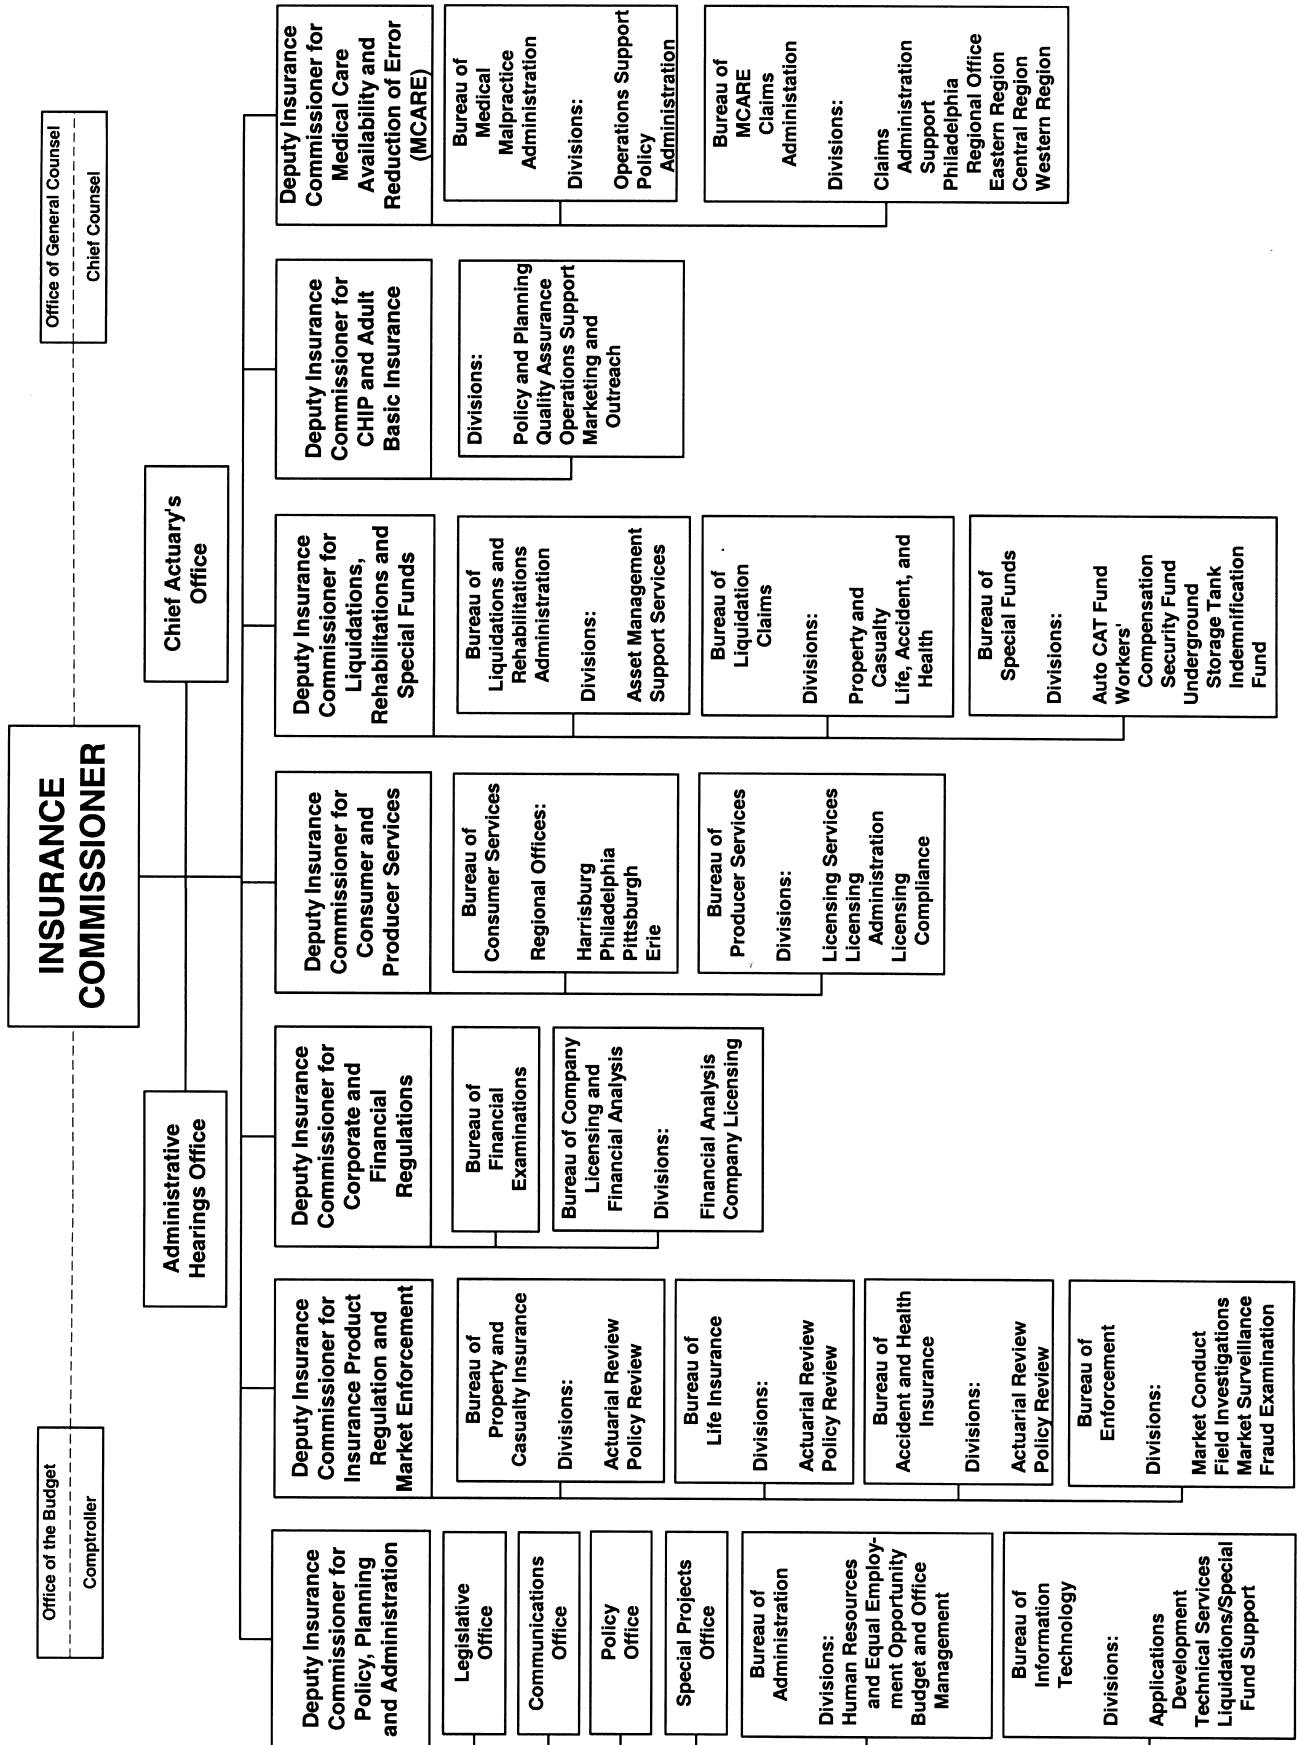 INSURANCE
COMMISSIONER
Office of the Budget
Comptroller
Office of General Counsel
Chief Counsel
Administrative
Hearings Office
Chief Actuary's
Office
Deputy Insurance
Commissioner for
Policy, Planning
and Administration
Legislative
Office
Communications
Office
Policy
Office
Special Projects
Office
Bureau of
Administration
Divisions:
Human Resources
and Equal Employ-
ment Opportunity
Budget and Office
Management
Bureau of
Information
Technology
Divisions:
Applications
Development
Technical Services
Liquidations/Special
Fund Support
Deputy Insurance
Commissioner for
Insurance Product
Regulation and
Market Enforcement
Bureau of
Property and
Casualty Insurance
Divisions:
Actuarial Review
Policy Review
Bureau of
Life Insurance
Divisions:
Actuarial Review
Policy Review
Bureau of
Accident and Health
Insurance
Divisions:
Actuarial Review
Policy Review
Bureau of
Enforcement
Divisions:
Market Conduct
Field Investigations
Market Surveillance
Fraud Examination
Deputy Insurance
Commissioner for
Corporate and
Financial
Regulations
Bureau of
Financial
Examinations
Bureau of Company
Licensing and
Financial Analysis
Divisions:
Financial Analysis
Company Licensing
Deputy Insurance
Commissioner for
Consumer and
Producer Services
Bureau of
Consumer Services
Regional Offices:
Harrisburg
Philadelphia
Pittsburgh
Erie
Bureau of
Producer Services
Divisions:
Licensing Services
Licensing
Administration
Licensing
Compliance
Deputy Insurance
Commissioner for
Liquidations,
Rehabilitations and
Special Funds
Bureau of
Liquidations and
Rehabilitations
Administration
Divisions:
Asset Management
Support Services
Bureau of
Liquidation
Claims
Divisions:
Property and
Casualty
Life, Accident, and
Health
Bureau of
Special Funds
Divisions:
Auto CAT Fund
Workers'
Compensation
Security Fund
Underground
Storage Tank
Indemnification
Fund
Deputy Insurance
Commissioner for
CHIP and Adult
Basic Insurance
Divisions:
Policy and Planning
Quality Assurance
Operations Support
Marketing and
Outreach
Deputy Insurance
Commissioner for
Medical Care
Availability and
Reduction of Error
(MCARE)
Bureau of
Medical
Malpractice
Administration
Divisions:
Operations Support
Policy
Administration
Bureau of
MCARE
Claims
Administation
Divisions:
Claims
Administration
Support
Philadelphia
Regional Office
Eastern Region
Central Region
Western Region